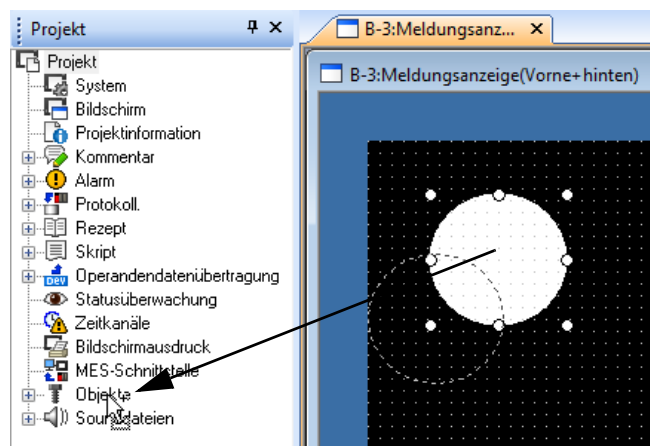 Projekt
B-3:Meldungsanz...
Projekt
B-3:Meldungsanzeige(Vorne+hinten)
System
Bildschirm
Projektinformation
Kommentar
Alarm
Protokoll.
Rezept
Skript
Operandendatenübertragung
DEV
Statusüberwachung
Zeitkanäle
Bildschirmausdruck
MES-Schnittstelle
Objekte
Sounddateien